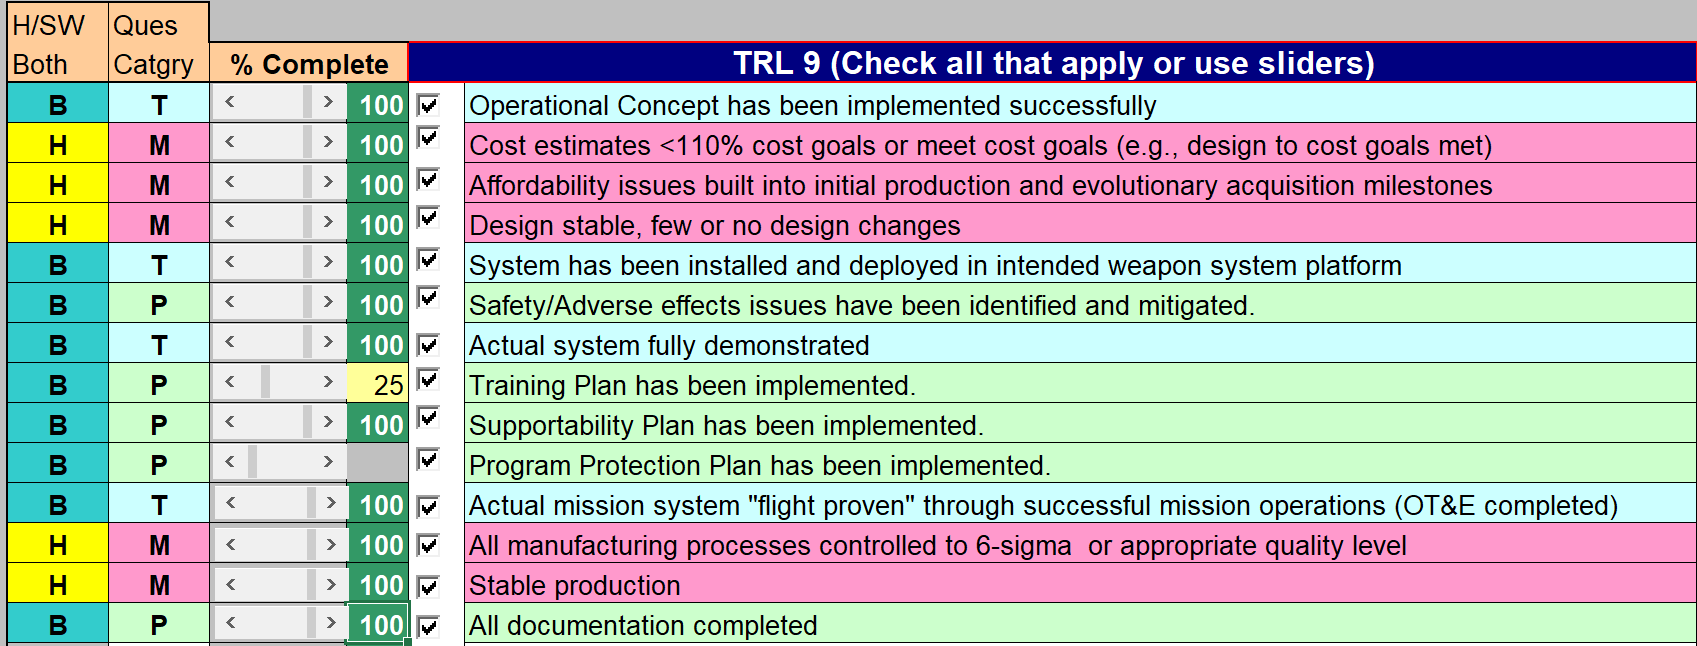 H/SW Ques
Both Catgry % Complete TRL 9 (Check all that apply or use sliders)
B T < > 100 Operational Concept has been implemented successfully
H M < > 100 Cost estimates <110% cost goals or meet cost goals (e.g., design to cost goals met)
H M < > 100 Affordability issues built into initial production and evolutionary acquisition milestones
H M < > 100 Design stable, few or no design changes
B T < > 100 System has been installed and deployed in intended weapon system platform
B P < > 100 Safety/Adverse effects issues have been identified and mitigated.
B T < > 100 Actual system fully demonstrated
B P < > 25 Training Plan has been implemented.
B P < > 100 Supportability Plan has been implemented.
B P < > Program Protection Plan has been implemented.
B T < > 100 Actual mission system "flight proven" through successful mission operations (OT&E completed)
H M < > 100 All manufacturing processes controlled to 6-sigma  or appropriate quality level
H M < > 100 Stable production
B P < > 100 All documentation completed